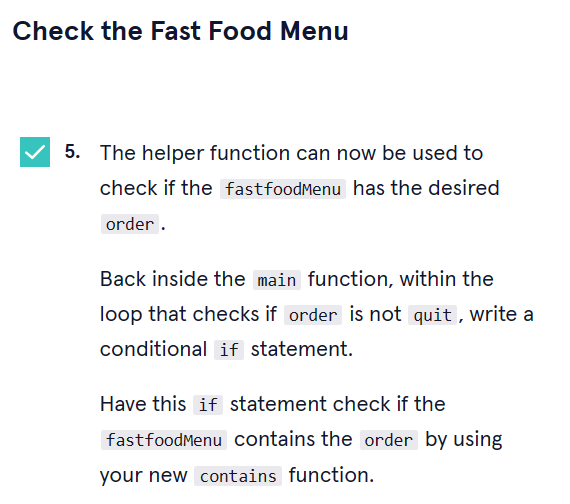 Check the Fast Food Menu
5. The helper function can now be used to
check if the fastfoodMenu has the desired
order.
Back inside the main function, within the
loop that checks if order is not quit, write a
conditional if statement.
Have this if statement check if the
fastfoodMenu contains the order by using
your new contains function.